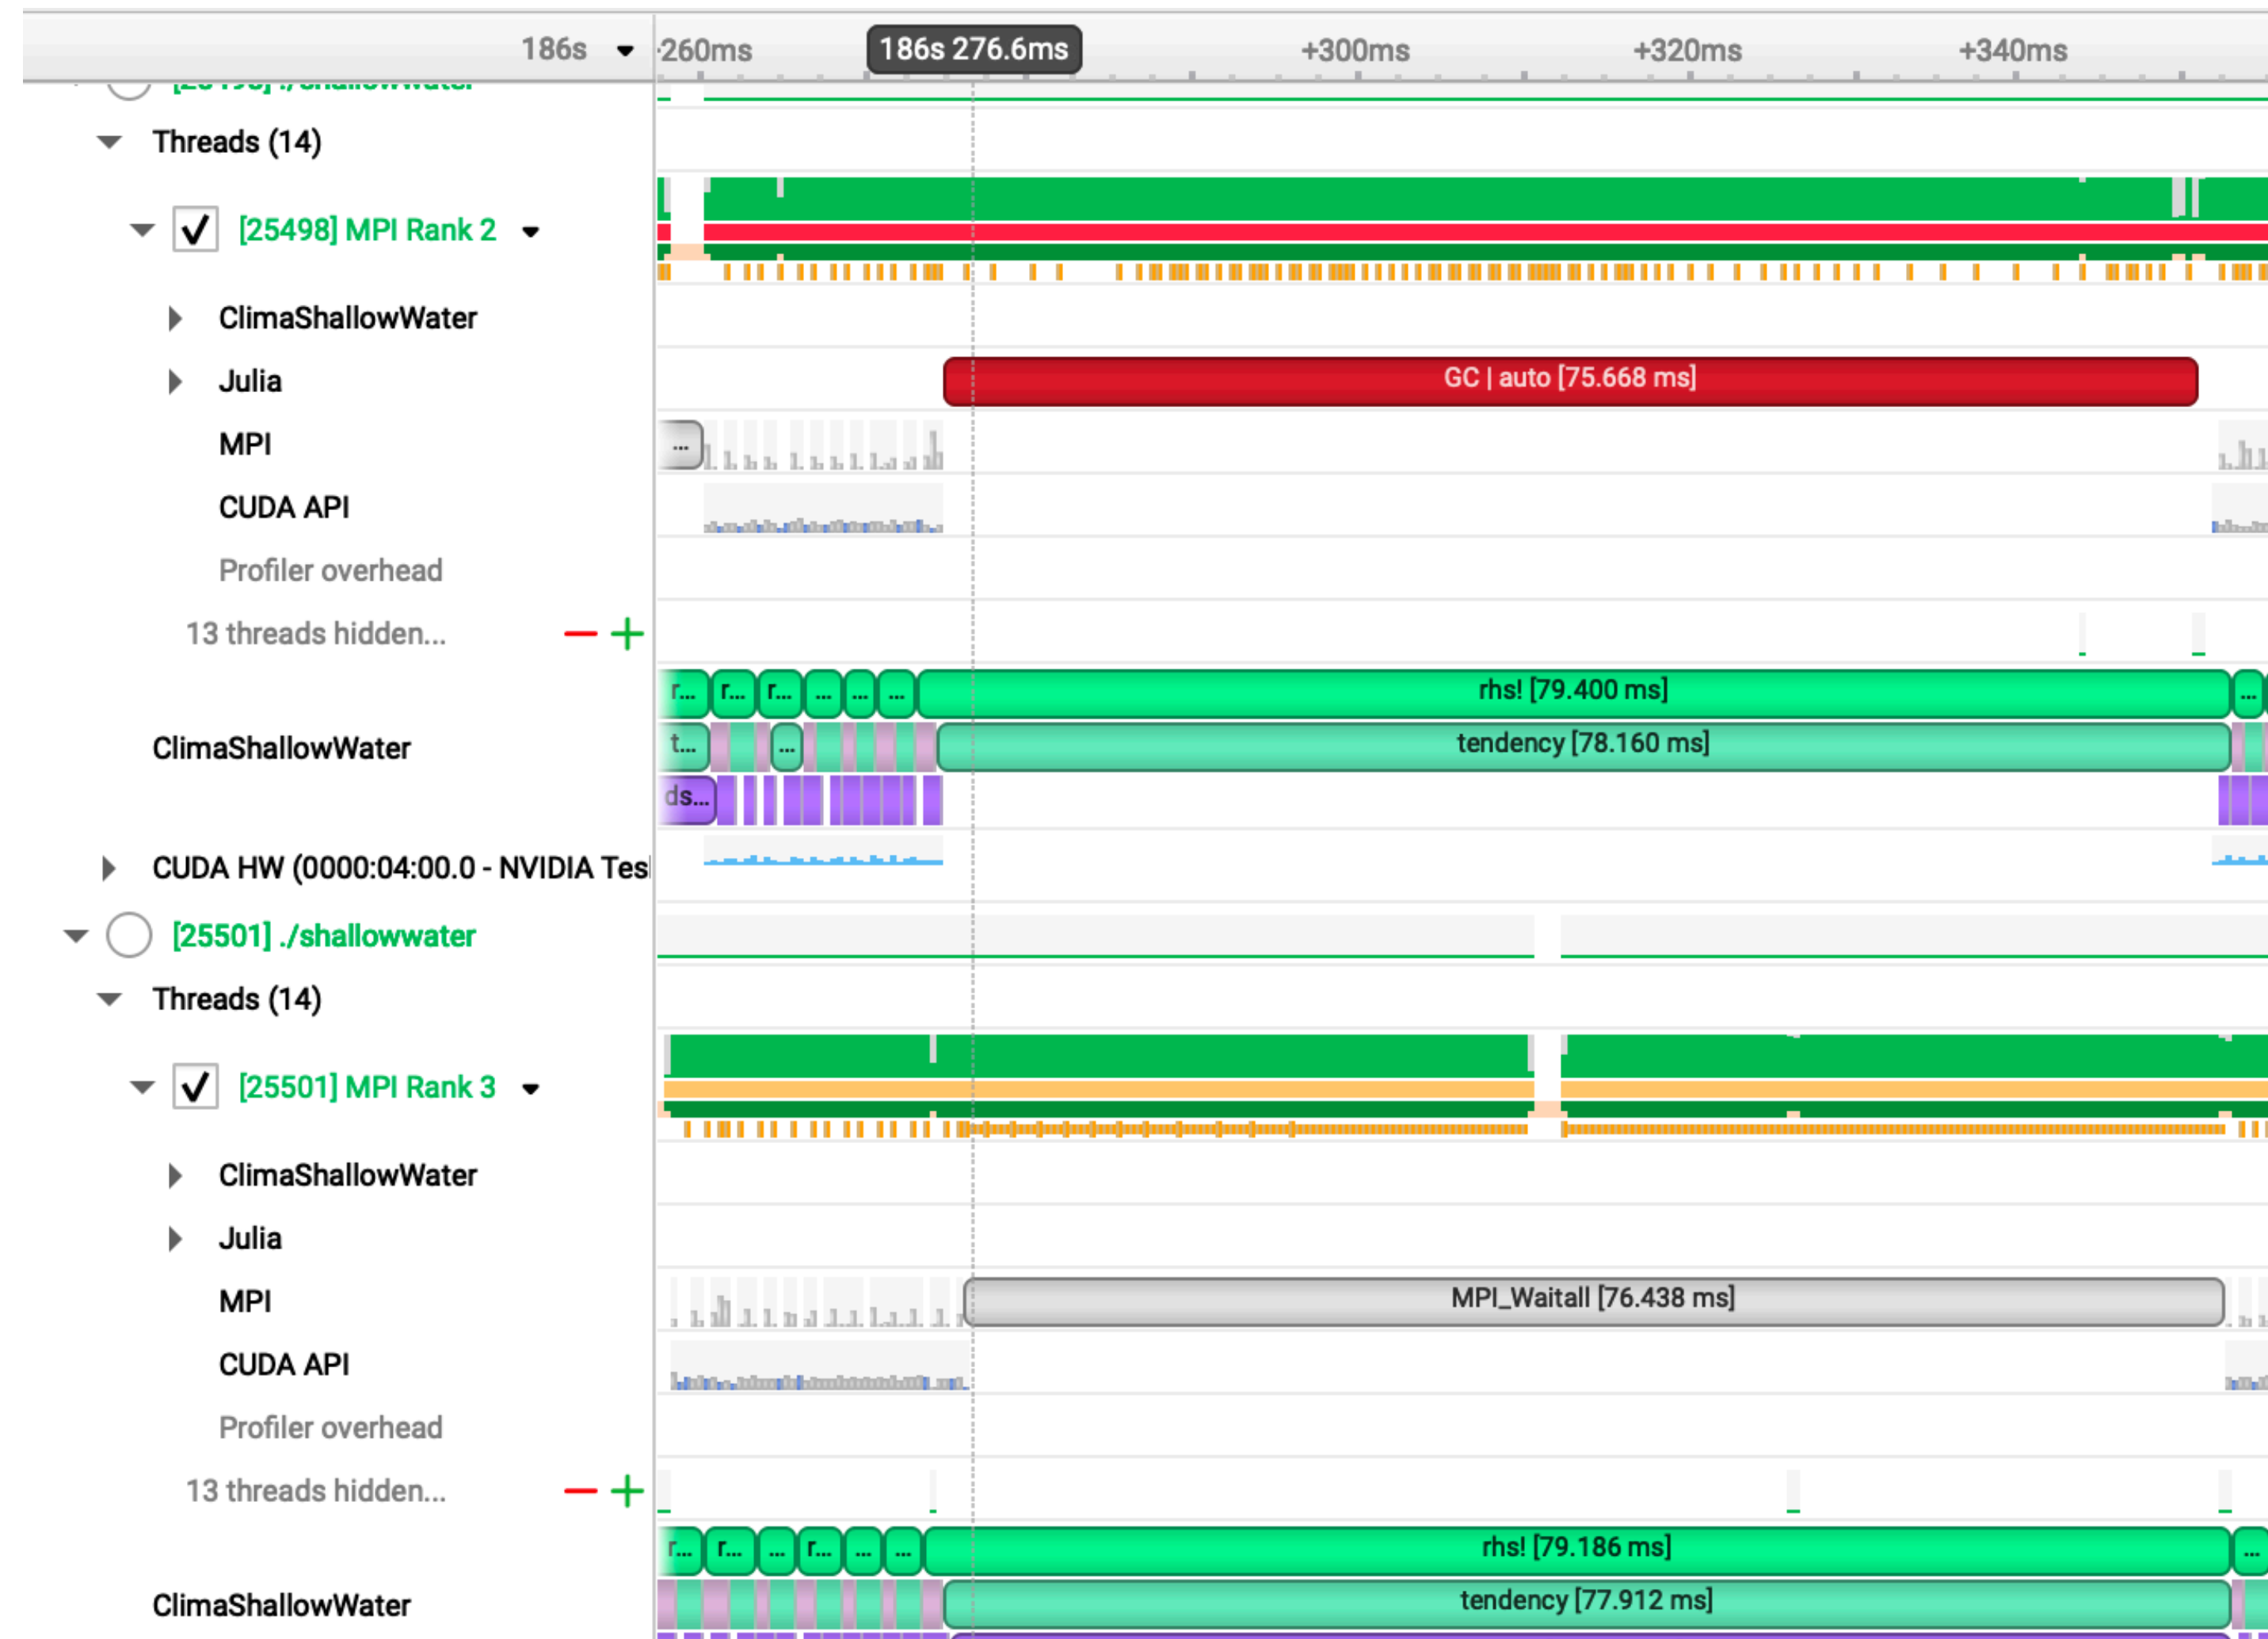 186s -260ms 186s 276.6ms +300ms +320ms +340ms
Threads (14)
[25498] MPI Rank 2
ClimaShallowWater
Julia GC | auto [75.668 ms]
MPI ...
CUDA API
Profiler overhead
13 threads hidden...
r... r... r... ... ... ... rhs! [79.400 ms] ...
ClimaShallowWater t... ... tendency [78.160 ms]
ds...
CUDA HW (0000:04:00.0 - NVIDIA Tesl
[25501] ./shallowwater
Threads (14)
[25501] MPI Rank 3
ClimaShallowWater
Julia
MPI MPI_Waitall [76.438 ms]
CUDA API
Profiler overhead
13 threads hidden...
r... r... ... r... ... ... rhs! [79.186 ms] ...
ClimaShallowWater tendency [77.912 ms]